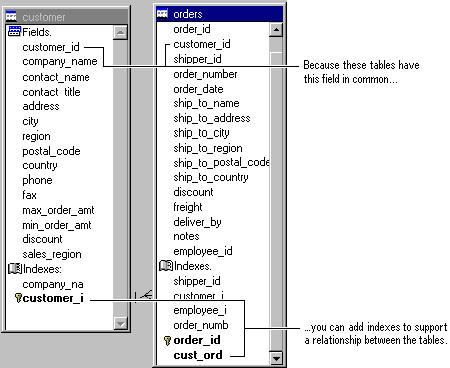 customer
Fields.
customer_id
company_name
contact_name
contact_title
address
city
region
postal_code
country
phone
fax
max_order_amt
min_order_amt
discount
sales_region
Indexes:
company_na
customer_i
orders
order_id
customer_id
shipper_id
order_number
order_date
ship_to_name
ship_to_address
ship_to_city
ship_to_region
ship_to_postal_code
ship_to_country
discount
freight
deliver_by
notes
employee_id
Indexes.
shipper_id
customer_i
employee_i
order_numb
order_id
cust_ord
Because these tables have
this field in common...
...you can add indexes to support
a relationship between the tables.